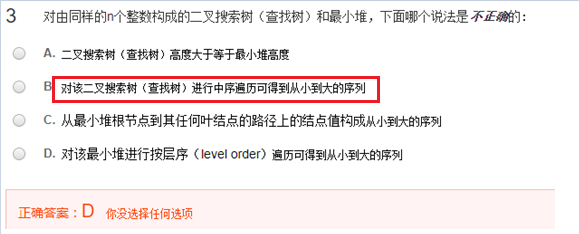 3 对由同样的n个整数构成的二叉搜索树（查找树）和最小堆，下面哪个说法是不正确的：
A. 二叉搜索树（查找树）高度大于等于最小堆高度
B. 对该二叉搜索树（查找树）进行中序遍历可得到从小到大的序列
C. 从最小堆根节点到其任何叶结点的路径上的结点值构成从小到大的序列
D. 对该最小堆进行按层序（level order）遍历可得到从小到大的序列
正确答案：D 你没选择任何选项